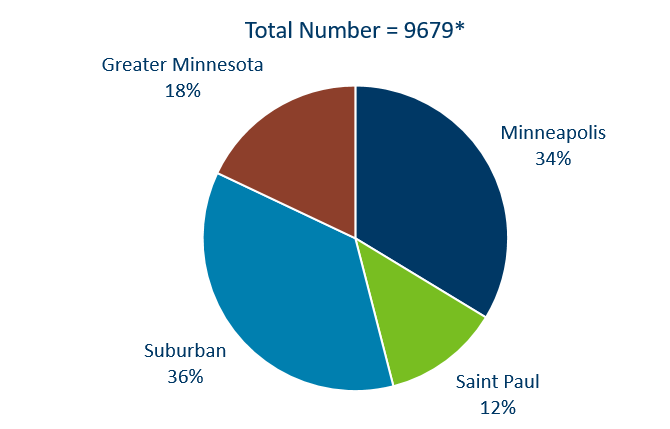 Total Number = 9679*
Greater Minnesota
18%
Minneapolis
34%
Suburban
36%
Saint Paul
12%